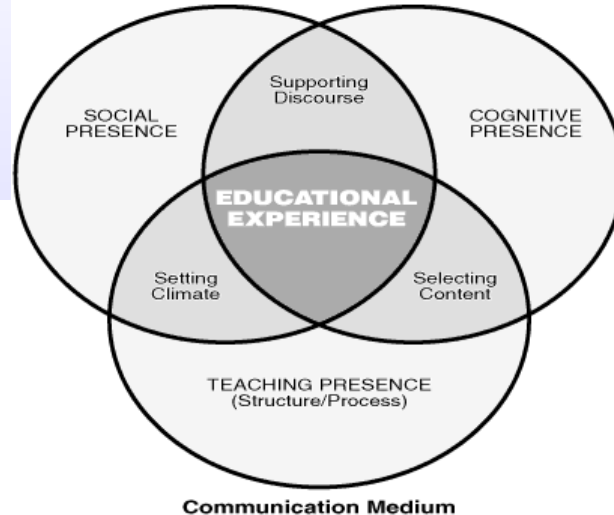 Supporting
Discourse
SOCIAL
PRESENCE
COGNITIVE
PRESENCE
EDUCATIONAL
EXPERIENCE
Setting
Climate
Selecting
Content
TEACHING PRESENCE
(Structure/Process)
Communication Medium